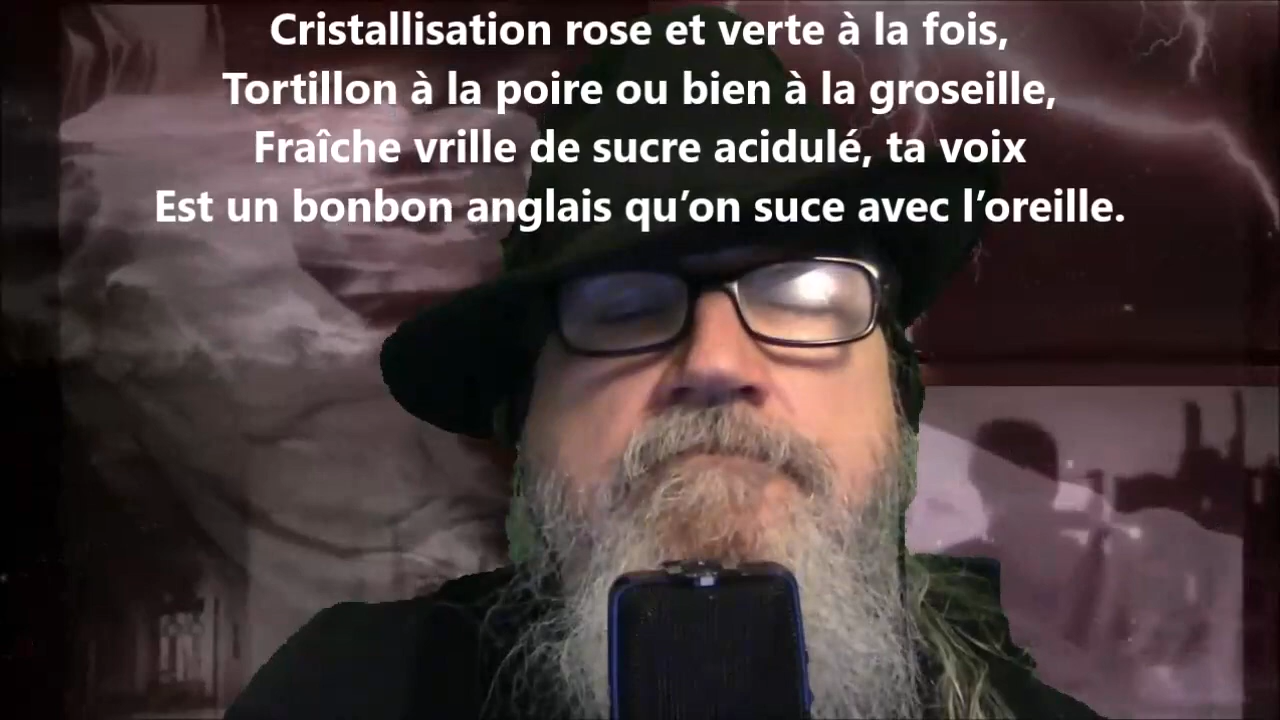 Cristallisation rose et verte à la fois,
Tortillon à la poire ou bien à la groseille,
Fraîche vrille de sucre acidulé, ta voix
Est un bonbon anglais qu’on suce avec l’oreille.